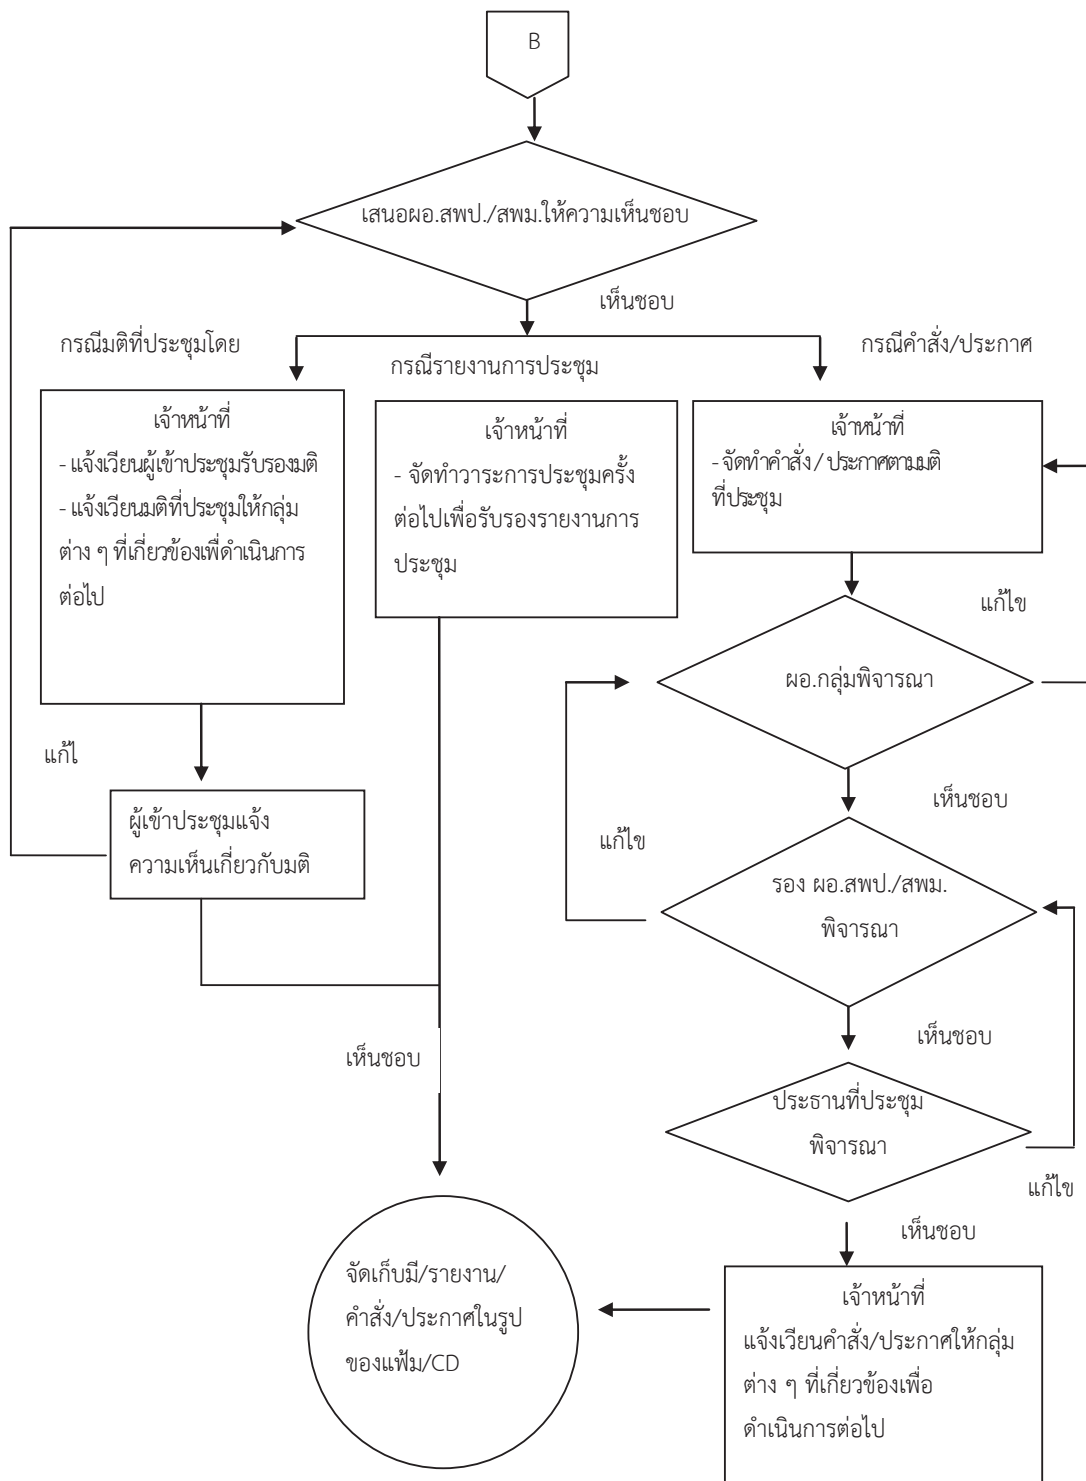 B
เสนอผอ.สพป./สพม.ให้ความเห็นชอบ
เห็นชอบ
กรณีมติที่ประชุมโดย
กรณีรายงานการประชุม
กรณีคำสั่ง/ประกาศ
เจ้าหน้าที่
- แจ้งเวียนผู้เข้าประชุมรับรองมติ
- แจ้งเวียนมติที่ประชุมให้กลุ่ม
ต่าง ๆ ที่เกี่ยวข้องเพื่ดำเนินการ
ต่อไป
เจ้าหน้าที่
- จัดทำวาระการประชุมครั้ง
ต่อไปเพื่อรับรองรายงานการ
ประชุม
เจ้าหน้าที่
- จัดทำคำสั่ง / ประกาศตามมติ
ที่ประชุม
แก้ไข
ผอ.กลุ่มพิจารณา
แก้ไ
เห็นชอบ
ผู้เข้าประชุมแจ้ง
ความเห็นเกี่ยวกับมติ
แก้ไข
รอง ผอ.สพป./สพม.
พิจารณา
เห็นชอบ
เห็นชอบ
ประธานที่ประชุม
พิจารณา
แก้ไข
เห็นชอบ
จัดเก็บมี/รายงาน/
คำสั่ง/ประกาศในรูป
ของแฟ้ม/CD
เจ้าหน้าที่
แจ้งเวียนคำสั่ง/ประกาศให้กลุ่ม
ต่าง ๆ ที่เกี่ยวข้องเพื่อ
ดำเนินการต่อไป